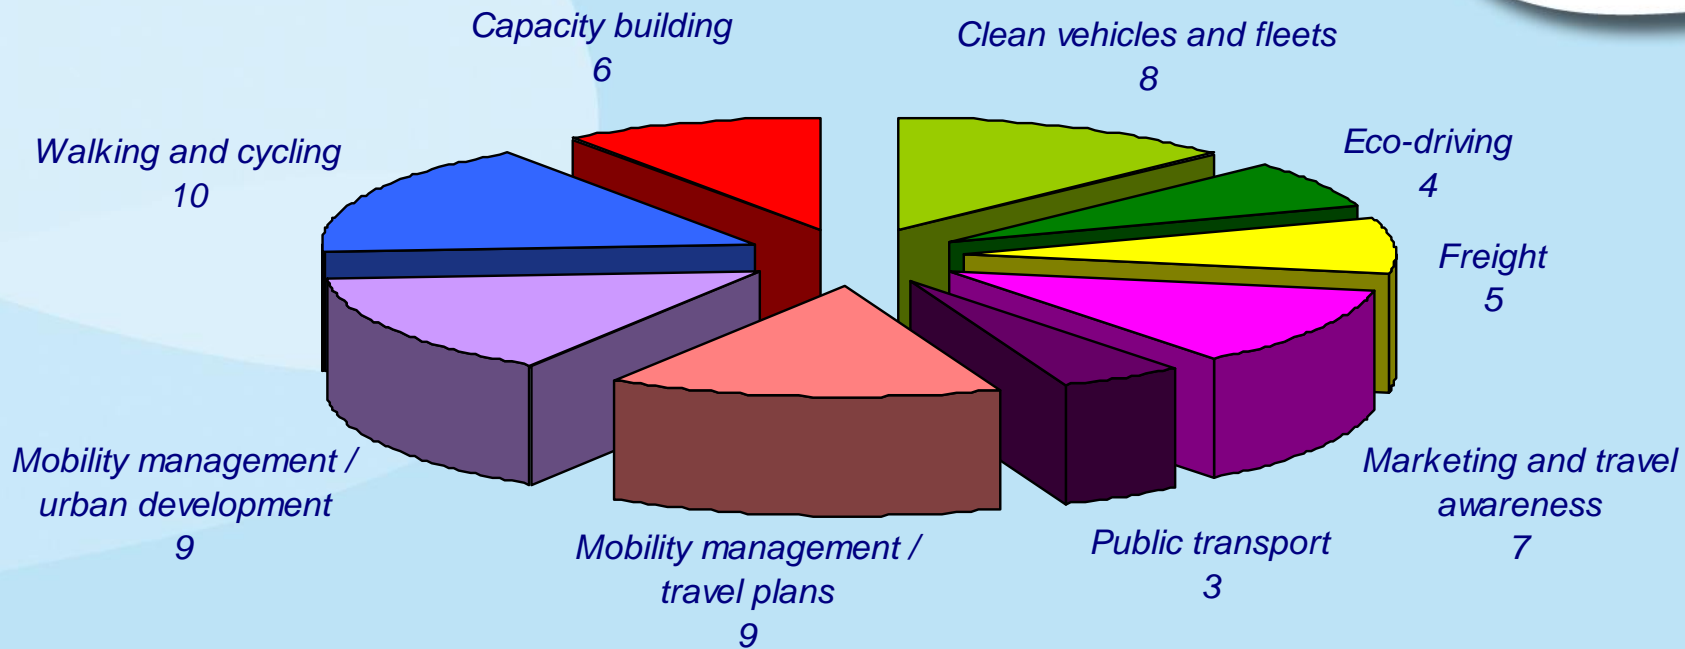 Capacity building
6
Clean vehicles and fleets
8
Eco-driving
4
Walking and cycling
10
Freight
5
Mobility management /
urban development
9
Marketing and travel
awareness
7
Public transport
3
Mobility management /
travel plans
9